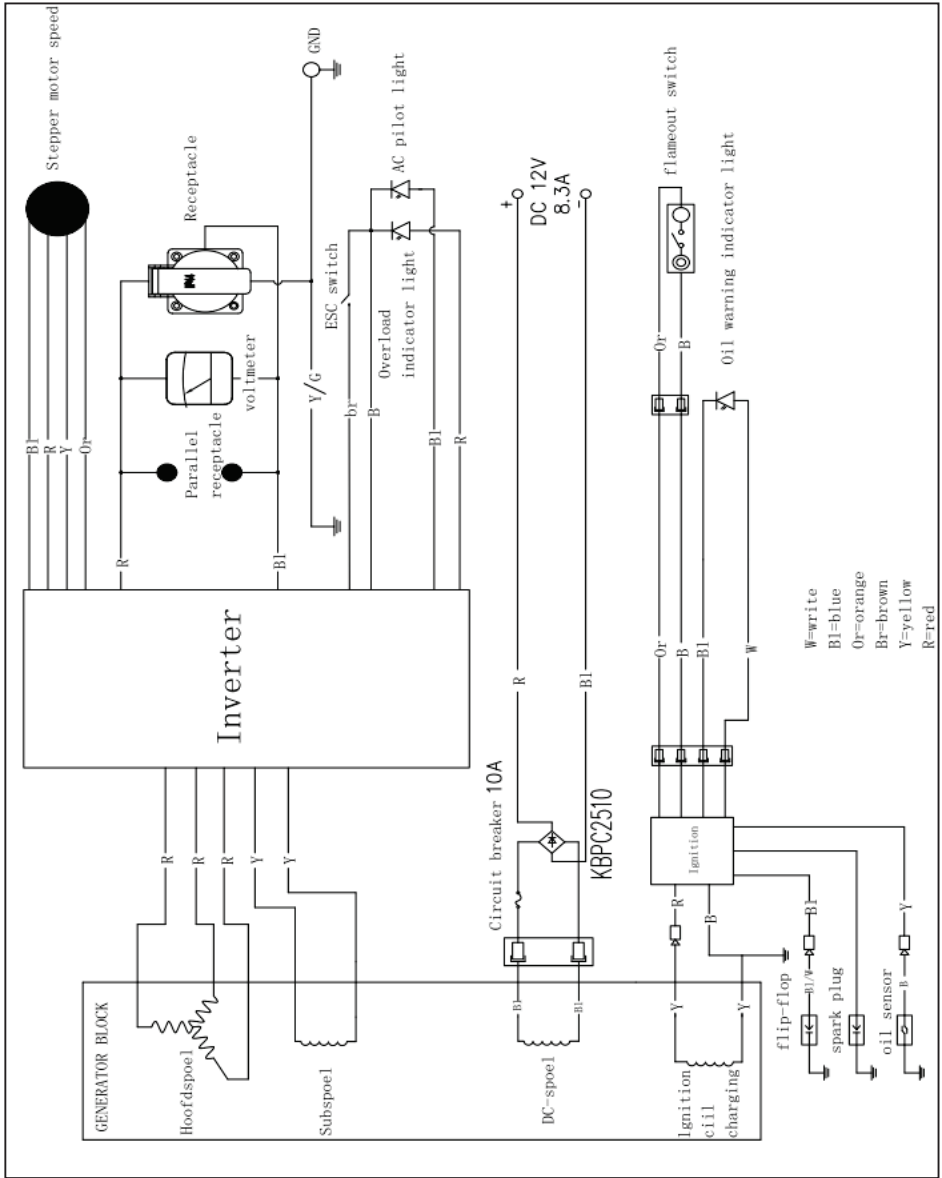 GENERATOR BLOCK
Hoofdspoel
Subspoel
DC-spoel
Ignition
ciil
charging
flip-flop
spark plug
oil sensor
R
R
R
Y
Y
Bl
Bl
Y
Y
Bl/W
B
Circuit breaker 10A
KBPC2510
R
B
Bl
Y
Inverter
Ignition
R
Bl
Or
B
Bl
W
Bl
R
Y
Or
R
Bl
Y/G
br
B
Bl
R
Parallel
receptacle
voltmeter
Receptacle
Stepper motor speed
ESC switch
Overload
indicator light
AC pilot light
GND
+
DC 12V
8.3A
-
Or
B
flameout switch
Oil warning indicator light
W=write
Bl=blue
Or=orange
Br=brown
Y=yellow
R=red